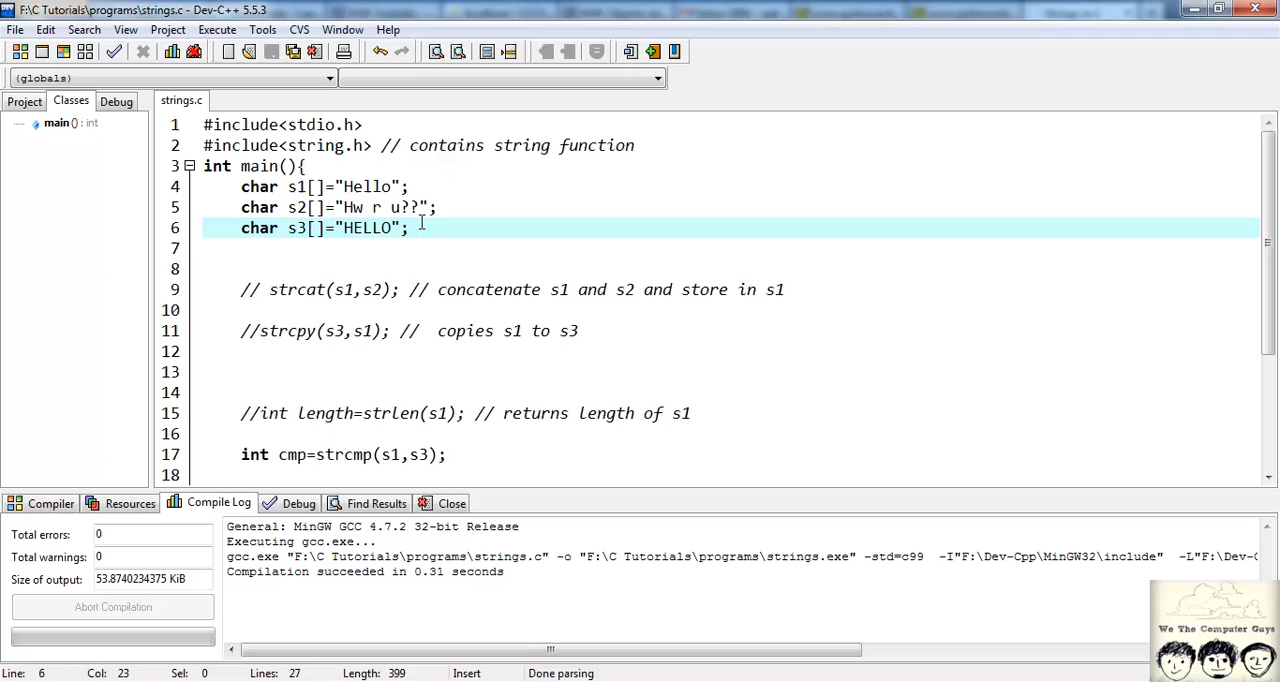 F:\C Tutorials\programs\strings.c - Dev-C++ 5.5.3
File Edit Search View Project Execute Tools CVS Window Help
(globals)
Project Classes Debug
strings.c
main () : int
1 #include<stdio.h>
2 #include<string.h> // contains string function
3 int main(){
4 char s1[]="Hello";
5 char s2[]="Hw r u??";
6 char s3[]="HELLO";
7
8
9 // strcat(s1,s2); // concatenate s1 and s2 and store in s1
10
11 //strcpy(s3,s1); // copies s1 to s3
12
13
14
15 //int length=strlen(s1); // returns length of s1
16
17 int cmp=strcmp(s1,s3);
18
Compiler Resources Compile Log Debug Find Results Close
Total errors: 0
Total warnings: 0
Size of output: 53.8740234375 KiB
Abort Compilation
General: MinGW GCC 4.7.2 32-bit Release
Executing gcc.exe...
gcc.exe "F:\C Tutorials\programs\strings.c" -o "F:\C Tutorials\programs\strings.exe" -std=c99 -I"F:\Dev-Cpp\MinGW32\include" -L"F:\Dev-C
Compilation succeeded in 0.31 seconds
We The Computer Guys
Line: 6 Col: 23 Sel: 0 Lines: 27 Length: 399 Insert Done parsing